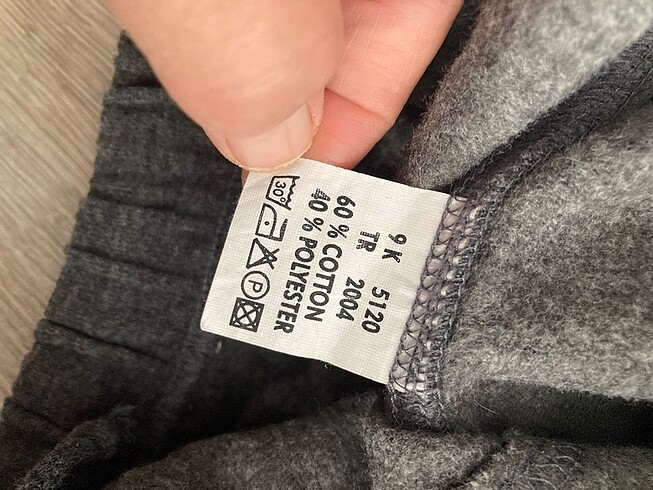 9 K 5120
TR 2004
60 % COTTON
40 % POLYESTER
30° P